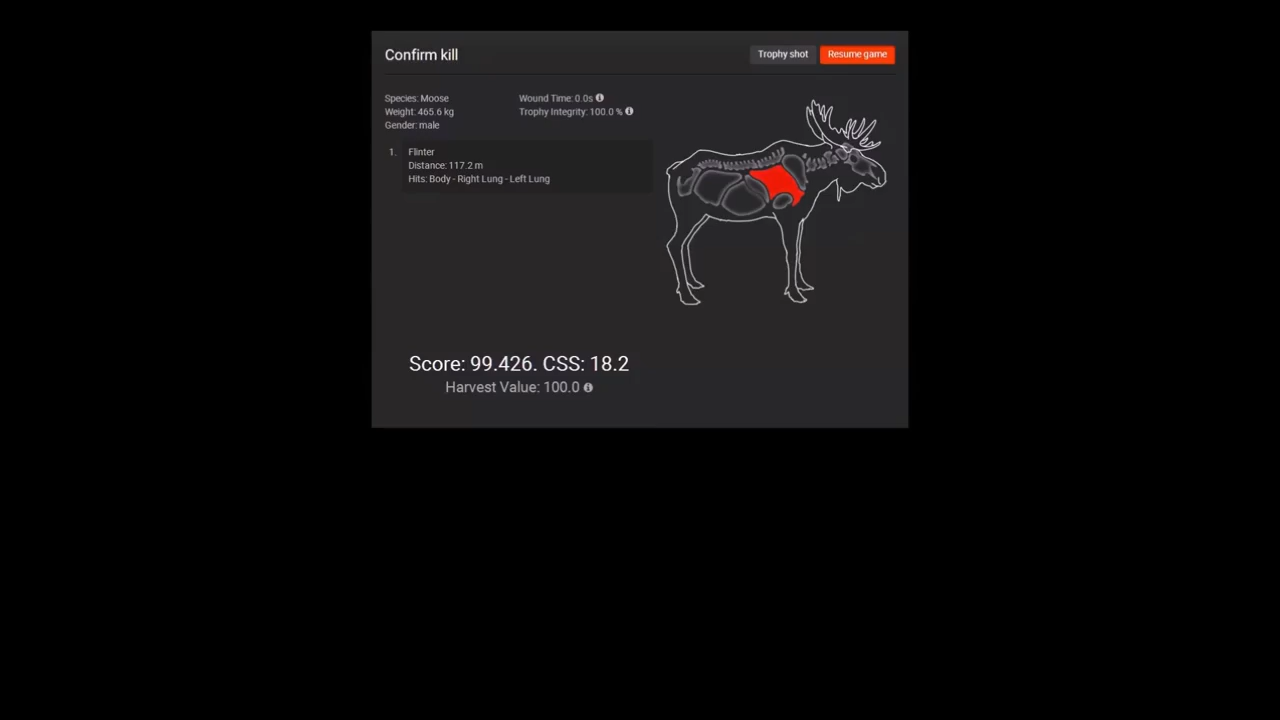 Confirm kill
Trophy shot
Resume game
Species: Moose
Weight: 465.6 kg
Gender: male
Wound Time: 0.0s
Trophy Integrity: 100.0 %
1.
Flinter
Distance: 117.2 m
Hits: Body - Right Lung - Left Lung
Score: 99.426. CSS: 18.2
Harvest Value: 100.0